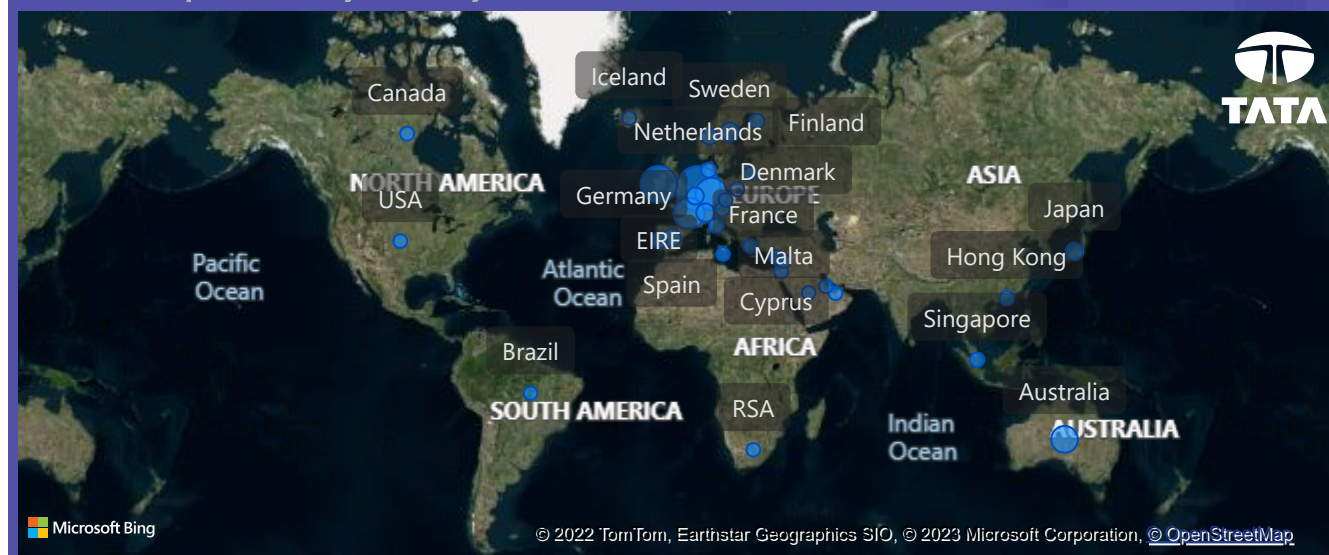 Iceland
Sweden
Canada
TATA
Netherlands
Finland
Denmark
NORTH AMERICA
ASIA
Germany
EUROPE
USA
France
Japan
EIRE
Malta
Hong Kong
Pacific
Ocean
Atlantic
Ocean
Spain
Cyprus
Singapore
AFRICA
Brazil
Australia
SOUTH AMERICA
RSA
Indian
Ocean
AUSTRALIA
Microsoft Bing
© 2022 TomTom, Earthstar Geographics SIO, © 2023 Microsoft Corporation, © OpenStreetMap